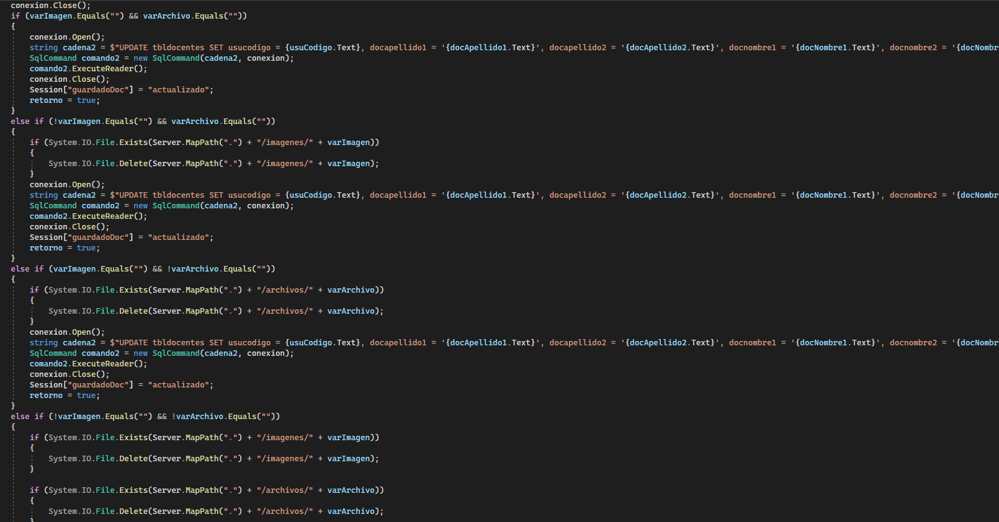 conexion.Close();
if (varImagen.Equals("") && varArchivo.Equals(""))
{
conexion.Open();
string cadena2 = $"UPDATE tbldocentes SET usucodigo = {usuCodigo.Text}, docapellido1 = '{docApellido1.Text}', docapellido2 = '{docApellido2.Text}', docnombre1 = '{docNombre1.Text}', docnombre2 = '{docNombr
SqlCommand comando2 = new SqlCommand(cadena2, conexion);
comando2.ExecuteReader();
conexion.Close();
Session["guardadoDoc"] = "actualizado";
retorno = true;
}
else if (!varImagen.Equals("") && varArchivo.Equals(""))
{
if (System.IO.File.Exists(Server.MapPath(".") + "/imagenes/" + varImagen))
{
System.IO.File.Delete(Server.MapPath(".") + "/imagenes/" + varImagen);
}
conexion.Open();
string cadena2 = $"UPDATE tbldocentes SET usucodigo = {usuCodigo.Text}, docapellido1 = '{docApellido1.Text}', docapellido2 = '{docApellido2.Text}', docnombre1 = '{docNombre1.Text}', docnombre2 = '{docNombr
SqlCommand comando2 = new SqlCommand(cadena2, conexion);
comando2.ExecuteReader();
conexion.Close();
Session["guardadoDoc"] = "actualizado";
retorno = true;
}
else if (varImagen.Equals("") && !varArchivo.Equals(""))
{
if (System.IO.File.Exists(Server.MapPath(".") + "/archivos/" + varArchivo))
{
System.IO.File.Delete(Server.MapPath(".") + "/archivos/" + varArchivo);
}
conexion.Open();
string cadena2 = $"UPDATE tbldocentes SET usucodigo = {usuCodigo.Text}, docapellido1 = '{docApellido1.Text}', docapellido2 = '{docApellido2.Text}', docnombre1 = '{docNombre1.Text}', docnombre2 = '{docNombr
SqlCommand comando2 = new SqlCommand(cadena2, conexion);
comando2.ExecuteReader();
conexion.Close();
Session["guardadoDoc"] = "actualizado";
retorno = true;
}
else if (!varImagen.Equals("") && !varArchivo.Equals(""))
{
if (System.IO.File.Exists(Server.MapPath(".") + "/imagenes/" + varImagen))
{
System.IO.File.Delete(Server.MapPath(".") + "/imagenes/" + varImagen);
}
if (System.IO.File.Exists(Server.MapPath(".") + "/archivos/" + varArchivo))
{
System.IO.File.Delete(Server.MapPath(".") + "/archivos/" + varArchivo);
}